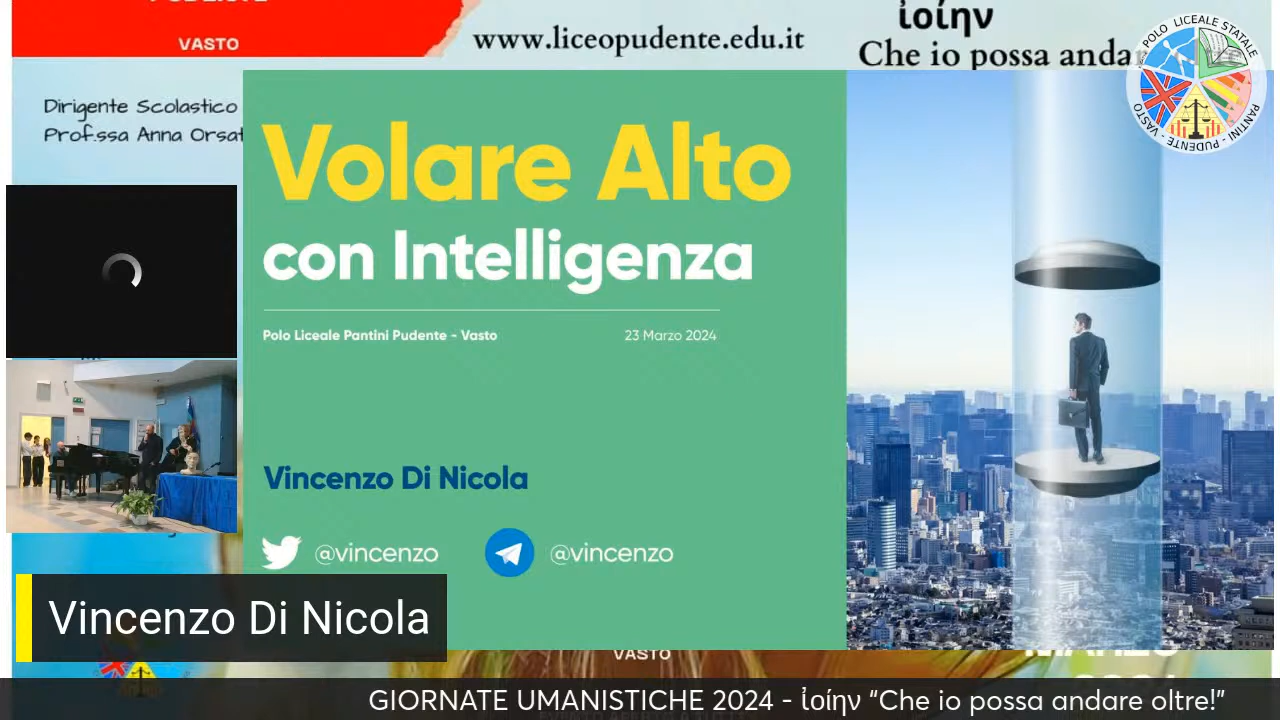 VASTO
www.liceopudente.edu.it
ἰοίην
Che io possa andar
POLO LICEALE STATALE
PANTINI - PUDENTE - VASTO
Dirigente Scolastico
Prof.ssa Anna Orsat
Volare Alto
con Intelligenza
Polo Liceale Pantini Pudente - Vasto
23 Marzo 2024
Vincenzo Di Nicola
@vincenzo
@vincenzo
Vincenzo Di Nicola
VASTO
GIORNATE UMANISTICHE 2024 - ἰοίην “Che io possa andare oltre!”